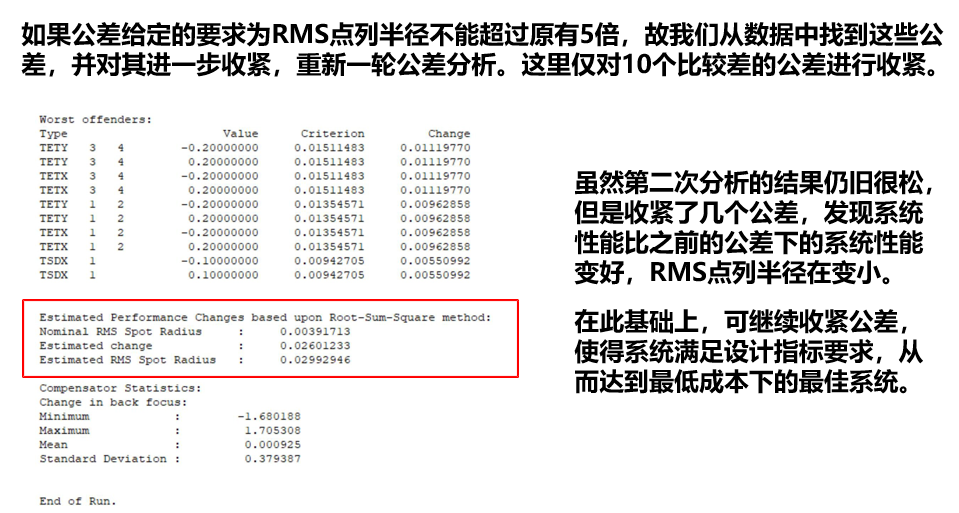 如果公差给定的要求为RMS点列半径不能超过原有5倍，故我们从数据中找到这些公
差，并对其进一步收紧，重新一轮公差分析。这里仅对10个比较差的公差进行收紧。
Worst offenders:
Type Value Criterion Change
TETY 3 4 -0.20000000 0.01511483 0.01119770
TETY 3 4 0.20000000 0.01511483 0.01119770
TETX 3 4 -0.20000000 0.01511483 0.01119770
TETX 3 4 0.20000000 0.01511483 0.01119770
TETY 1 2 -0.20000000 0.01354571 0.00962858
TETY 1 2 0.20000000 0.01354571 0.00962858
TETX 1 2 -0.20000000 0.01354571 0.00962858
TETX 1 2 0.20000000 0.01354571 0.00962858
TSDX 1 -0.10000000 0.00942705 0.00550992
TSDX 1 0.10000000 0.00942705 0.00550992
Estimated Performance Changes based upon Root-Sum-Square method:
Nominal RMS Spot Radius : 0.00391713
Estimated change : 0.02601233
Estimated RMS Spot Radius : 0.02992946
Compensator Statistics:
Change in back focus:
Minimum : -1.680188
Maximum : 1.705308
Mean : 0.000925
Standard Deviation : 0.379387
End of Run.
虽然第二次分析的结果仍旧很松，
但是收紧了几个公差，发现系统
性能比之前的公差下的系统性能
变好，RMS点列半径在变小。
在此基础上，可继续收紧公差，
使得系统满足设计指标要求，从
而达到最低成本下的最佳系统。